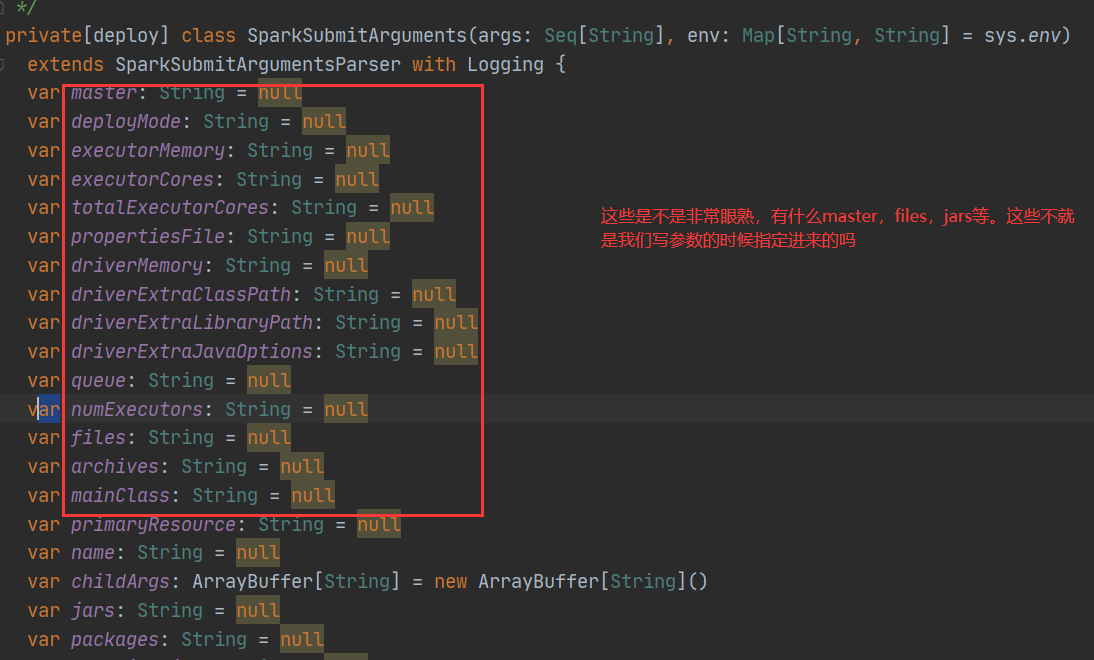 */
private[deploy] class SparkSubmitArguments(args: Seq[String], env: Map[String, String] = sys.env)
extends SparkSubmitArgumentsParser with Logging {
var master: String = null
var deployMode: String = null
var executorMemory: String = null
var executorCores: String = null
var totalExecutorCores: String = null
var propertiesFile: String = null
var driverMemory: String = null
var driverExtraClassPath: String = null
var driverExtraLibraryPath: String = null
var driverExtraJavaOptions: String = null
var queue: String = null
var numExecutors: String = null
var files: String = null
var archives: String = null
var mainClass: String = null
var primaryResource: String = null
var name: String = null
var childArgs: ArrayBuffer[String] = new ArrayBuffer[String]()
var jars: String = null
var packages: String = null
这些是不是非常眼熟，有什么master，files，jars等。这些不就
是我们写参数的时候指定进来的吗